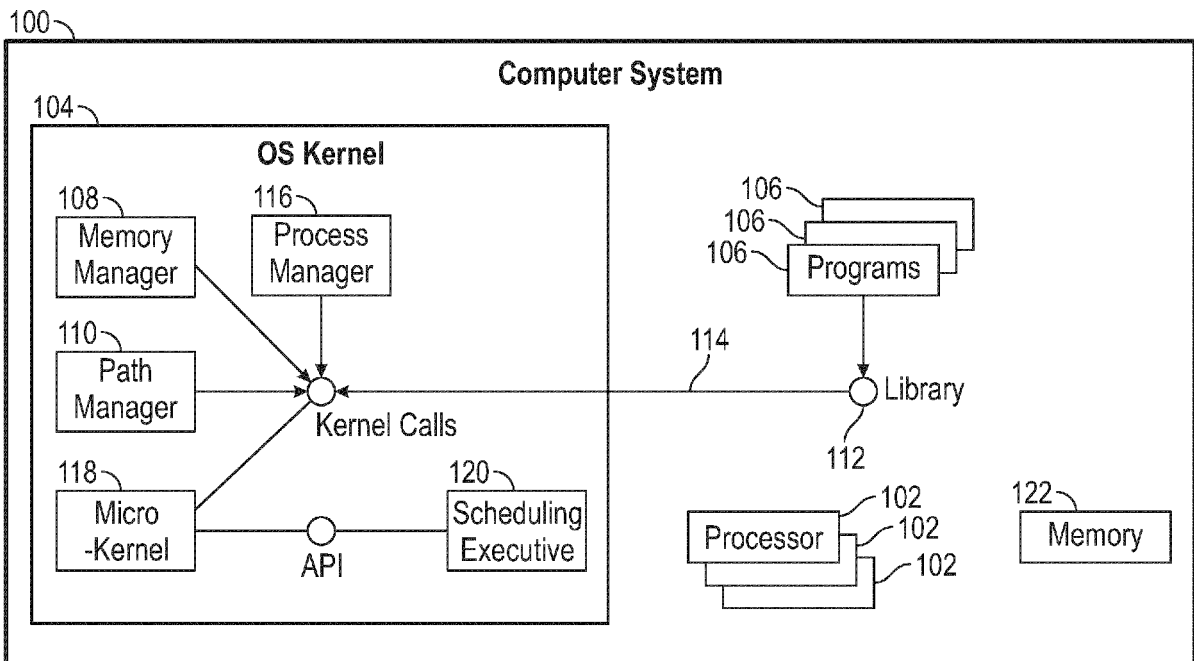 100
Computer System
104
OS Kernel
108
Memory
Manager
116
Process
Manager
106
106
106
Programs
110
Path
Manager
Kernel Calls
114
Library
112
118
Micro
-Kernel
API
120
Scheduling
Executive
102
102
102
Processor
122
Memory